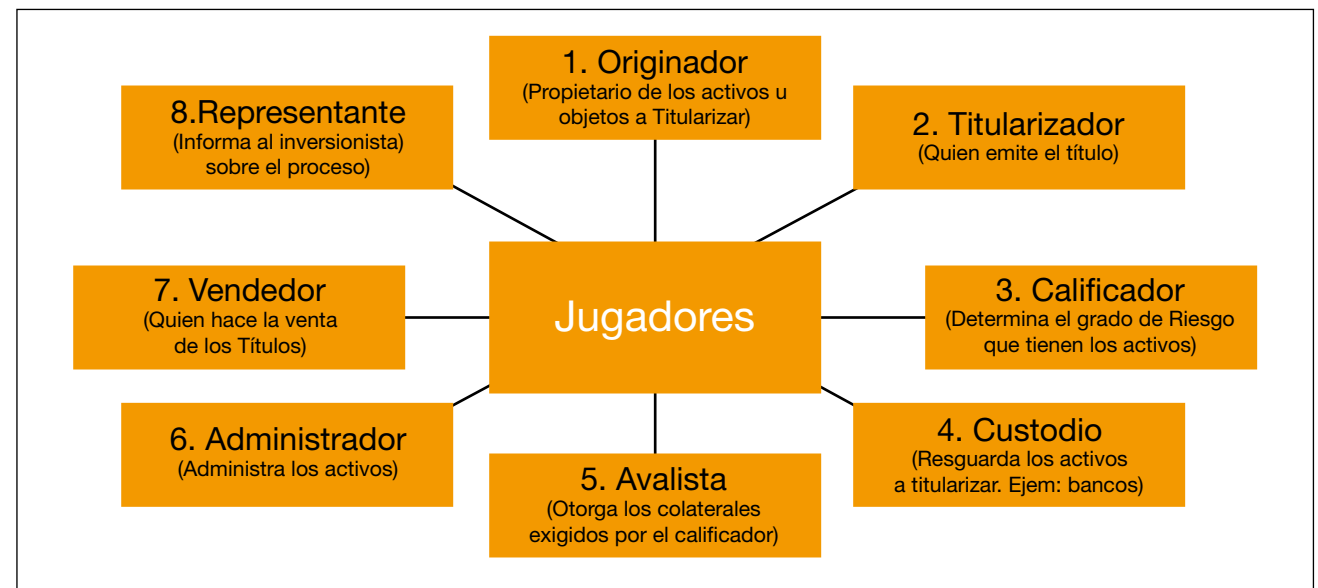 1. Originador
(Propietario de los activos u
objetos a Titularizar)
2. Titularizador
(Quien emite el título)
3. Calificador
(Determina el grado de Riesgo
que tienen los activos)
4. Custodio
(Resguarda los activos
a titularizar. Ejem: bancos)
5. Avalista
(Otorga los colaterales
exigidos por el calificador)
6. Administrador
(Administra los activos)
7. Vendedor
(Quien hace la venta
de los Títulos)
8.Representante
(Informa al inversionista)
sobre el proceso)
Jugadores